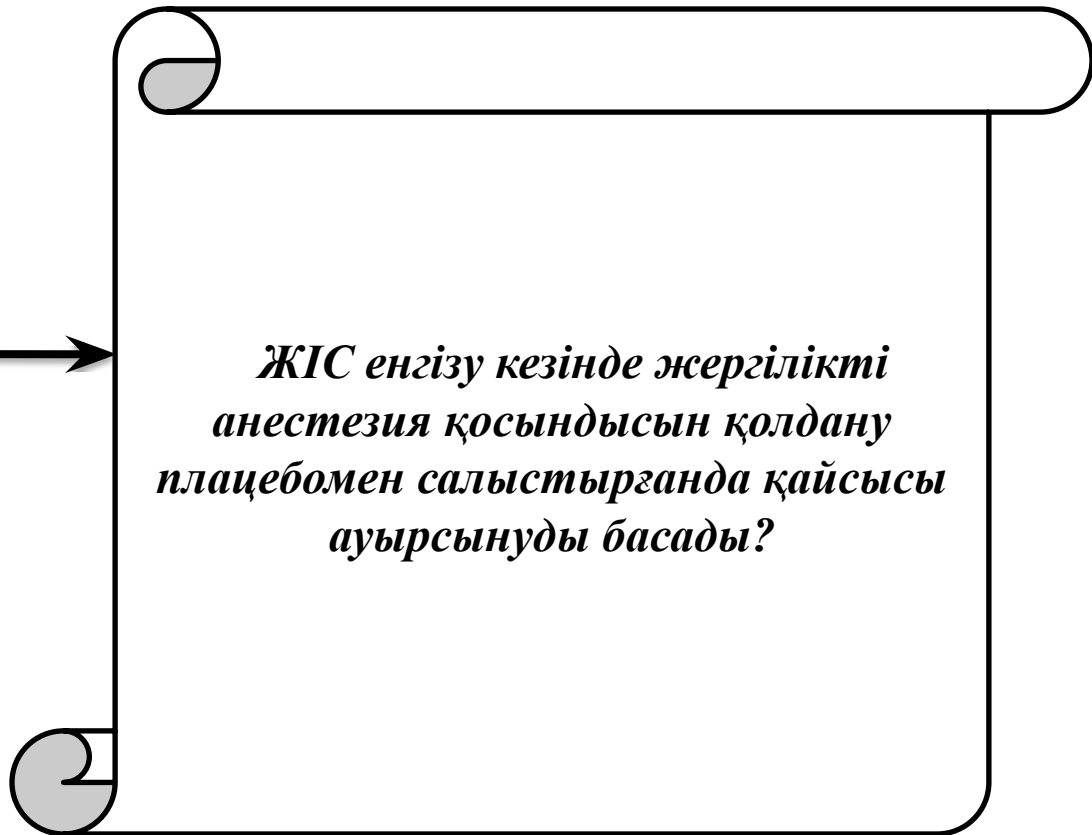 ЖІС енгізу кезінде жергілікті
анестезия қосындысын қолдану
плацебомен салыстырғанда қайсысы
ауырсынуды басады?